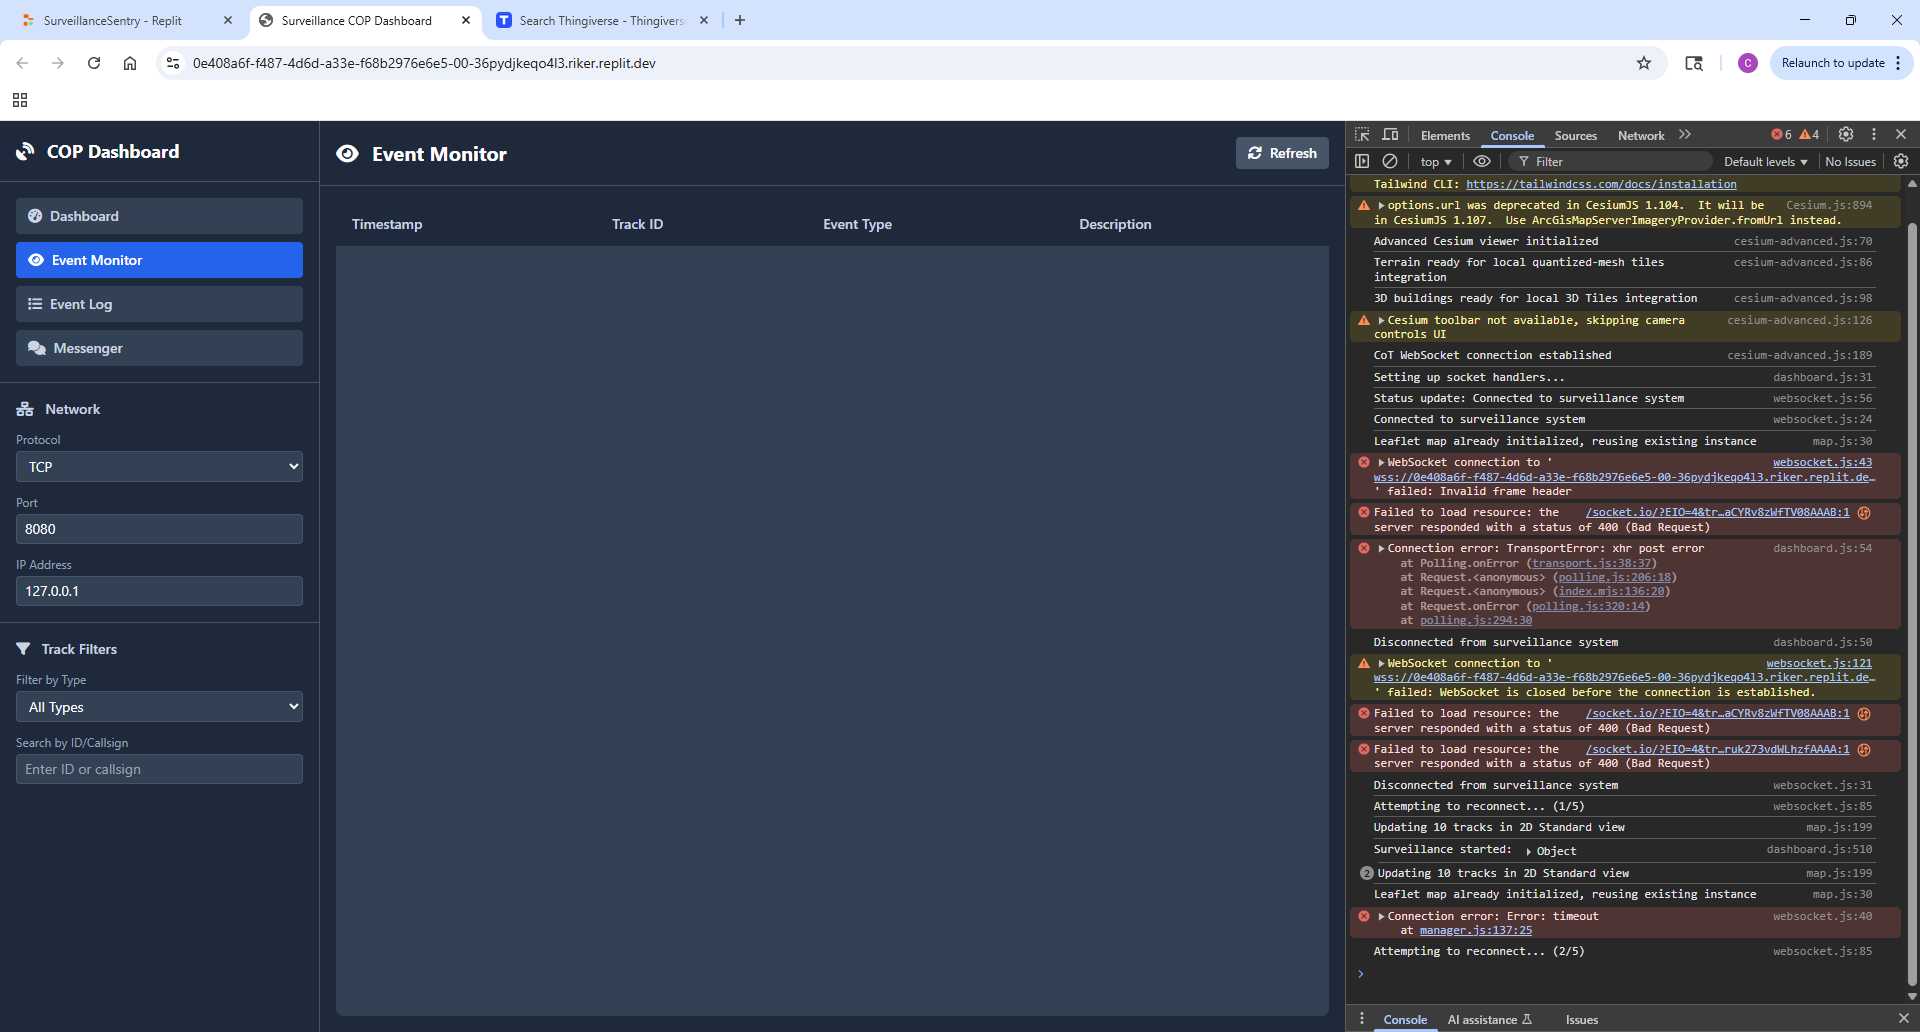 SurveillanceSentry - Replit
Surveillance COP Dashboard
Search Thingiverse - Thingivers
0e408a6f-f487-4d6d-a33e-f68b2976e6e5-00-36pydjkeqo4l3.riker.replit.dev
C
Relaunch to update
COP Dashboard
Dashboard
Event Monitor
Event Log
Messenger
Network
Protocol
TCP
Port
8080
IP Address
127.0.0.1
Track Filters
Filter by Type
All Types
Search by ID/Callsign
Enter ID or callsign
Event Monitor
Refresh
Timestamp Track ID Event Type Description
Elements Console Sources Network 6 4
top Filter Default levels No Issues
Tailwind CLI: https://tailwindcss.com/docs/installation
options.url was deprecated in CesiumJS 1.104. It will be Cesium.js:894
in CesiumJS 1.107. Use ArcGisMapServerImageryProvider.fromUrl instead.
Advanced Cesium viewer initialized cesium-advanced.js:70
Terrain ready for local quantized-mesh tiles cesium-advanced.js:86
integration
3D buildings ready for local 3D Tiles integration cesium-advanced.js:98
Cesium toolbar not available, skipping camera cesium-advanced.js:126
controls UI
CoT WebSocket connection established cesium-advanced.js:189
Setting up socket handlers... dashboard.js:31
Status update: Connected to surveillance system websocket.js:56
Connected to surveillance system websocket.js:24
Leaflet map already initialized, reusing existing instance map.js:30
WebSocket connection to ' websocket.js:43
wss://0e408a6f-f487-4d6d-a33e-f68b2976e6e5-00-36pydjkeqo4l3.riker.replit.de…
' failed: Invalid frame header
Failed to load resource: the /socket.io/?EIO=4&tr…aCYRv8zWfTV08AAAB:1
server responded with a status of 400 (Bad Request)
Connection error: TransportError: xhr post error dashboard.js:54
at Polling.onError (transport.js:38:37)
at Request.<anonymous> (polling.js:206:18)
at Request.<anonymous> (index.mjs:136:20)
at Request.onError (polling.js:320:14)
at polling.js:294:30
Disconnected from surveillance system dashboard.js:50
WebSocket connection to ' websocket.js:121
wss://0e408a6f-f487-4d6d-a33e-f68b2976e6e5-00-36pydjkeqo4l3.riker.replit.de…
' failed: WebSocket is closed before the connection is established.
Failed to load resource: the /socket.io/?EIO=4&tr…aCYRv8zWfTV08AAAB:1
server responded with a status of 400 (Bad Request)
Failed to load resource: the /socket.io/?EIO=4&tr…ruk273vdWLhzfAAAA:1
server responded with a status of 400 (Bad Request)
Disconnected from surveillance system websocket.js:31
Attempting to reconnect... (1/5) websocket.js:85
Updating 10 tracks in 2D Standard view map.js:199
Surveillance started: Object dashboard.js:510
2 Updating 10 tracks in 2D Standard view map.js:199
Leaflet map already initialized, reusing existing instance map.js:30
Connection error: Error: timeout websocket.js:40
at manager.js:137:25
Attempting to reconnect... (2/5) websocket.js:85
Console AI assistance Issues